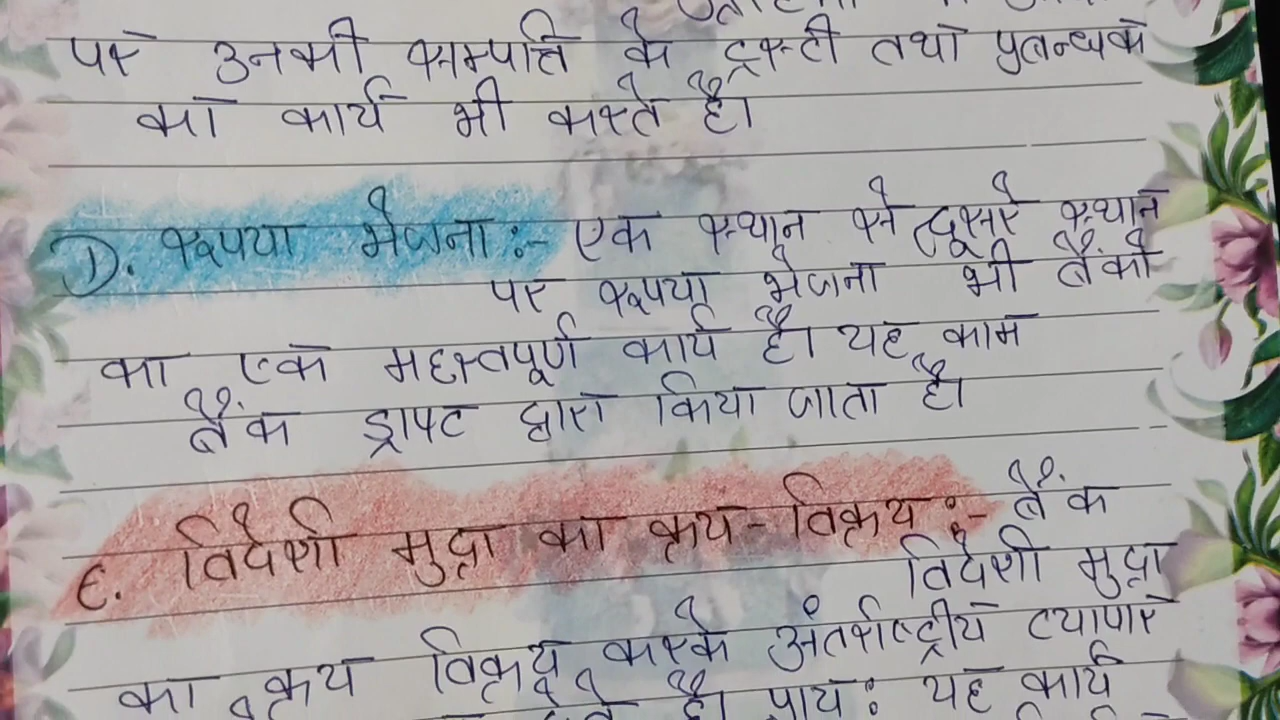 पर उनकी सम्पत्ति के ट्रस्टी तथा प्रबन्धक
का कार्य भी करते हैं।
D. रूपया भेजना:- एक स्थान से दूसरे स्थान
पर रूपया भेजना भी बैंको
का एक महत्वपूर्ण कार्य है। यह काम
बैंक ड्राफ्ट द्वारा किया जाता है।
E. विदेशी मुद्रा का क्रय-विक्रय:- बैंक
विदेशी मुद्रा
का क्रय विक्रय करके अंतर्राष्ट्रीय व्यापार
है। प्राय: यह कार्य